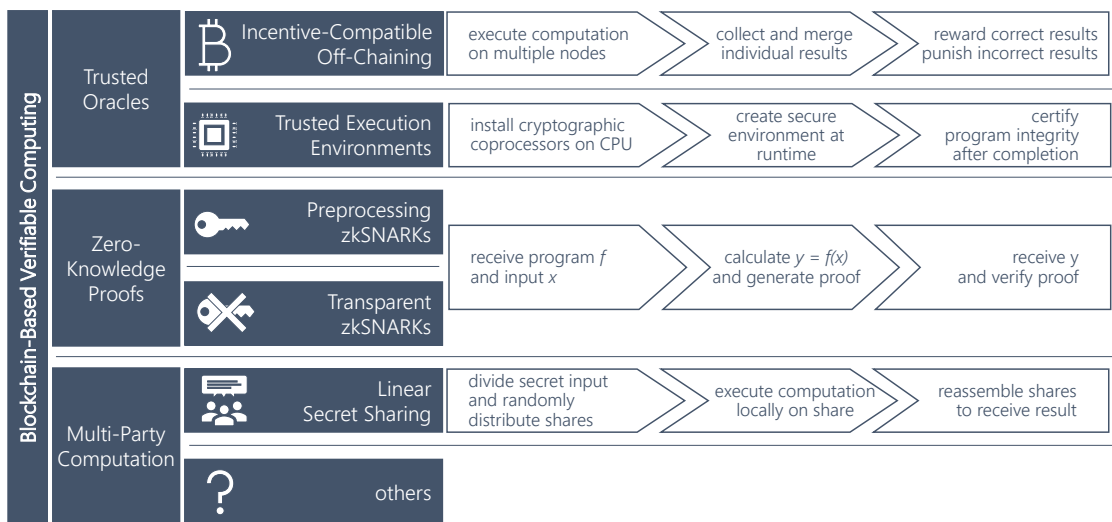 Blockchain-Based Verifiable Computing
Trusted
Oracles
Incentive-Compatible
Off-Chaining
execute computation
on multiple nodes
collect and merge
individual results
reward correct results
punish incorrect results
Trusted Execution
Environments
install cryptographic
coprocessors on CPU
create secure
environment at
runtime
certify
program integrity
after completion
Zero-
Knowledge
Proofs
Preprocessing
zkSNARKs
Transparent
zkSNARKs
receive program f
and input x
calculate y = f(x)
and generate proof
receive y
and verify proof
Multi-Party
Computation
Linear
Secret Sharing
divide secret input
and randomly
distribute shares
execute computation
locally on share
reassemble shares
to receive result
?
others